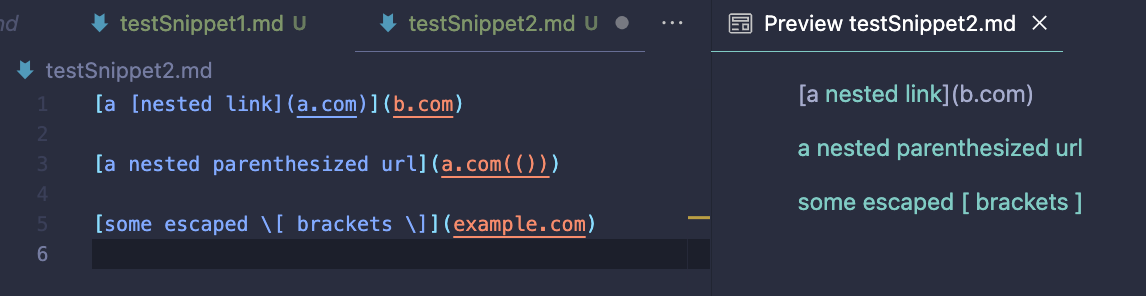 md testSnippet1.md U testSnippet2.md U ● ··· Preview testSnippet2.md ×
testSnippet2.md
1 [a [nested link](a.com)](b.com)
2
3 [a nested parenthesized url](a.com(()))
4
5 [some escaped \[ brackets \]](example.com)
6
[a nested link](b.com)
a nested parenthesized url
some escaped [ brackets ]